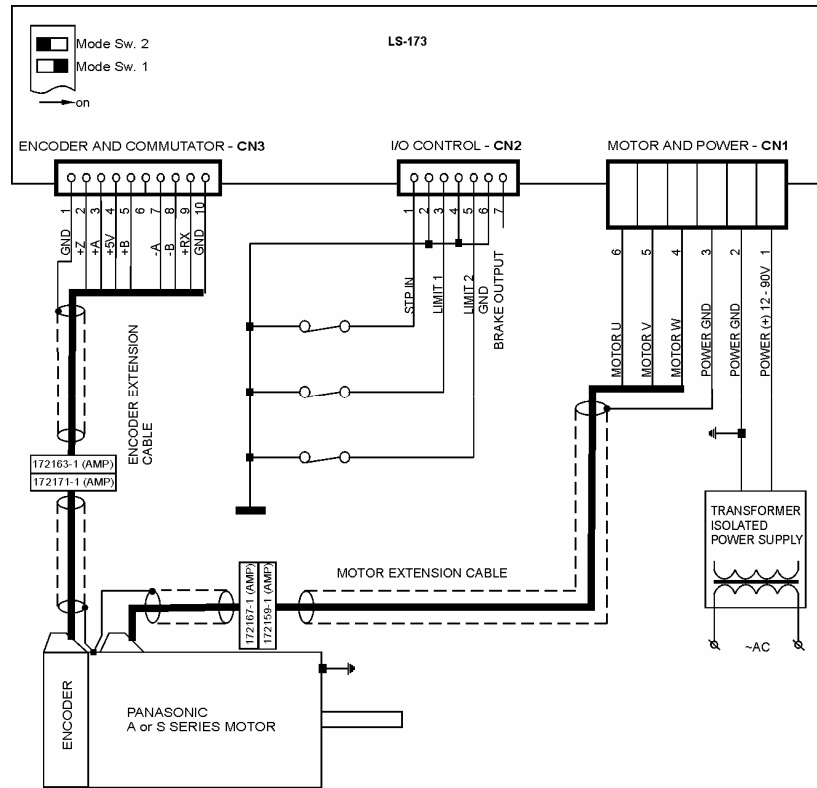 LS-173
Mode Sw. 2
Mode Sw. 1
on
ENCODER AND COMMUTATOR - CN3
I/O CONTROL - CN2
MOTOR AND POWER - CN1
1
2
3
4
5
6
7
8
9
10
GND
+Z
+A
+5V
+B
-A
-B
+RX
GND
1
2
3
4
5
6
7
STP IN
LIMIT 1
LIMIT 2
GND
BRAKE OUTPUT
6
5
4
3
2
1
MOTOR U
MOTOR V
MOTOR W
POWER GND
POWER GND
POWER (+) 12 - 90V
ENCODER EXTENSION
CABLE
172163-1 (AMP)
172171-1 (AMP)
TRANSFORMER
ISOLATED
POWER SUPPLY
~AC
MOTOR EXTENSION CABLE
172167-1 (AMP)
172159-1 (AMP)
ENCODER
PANASONIC
A or S SERIES MOTOR